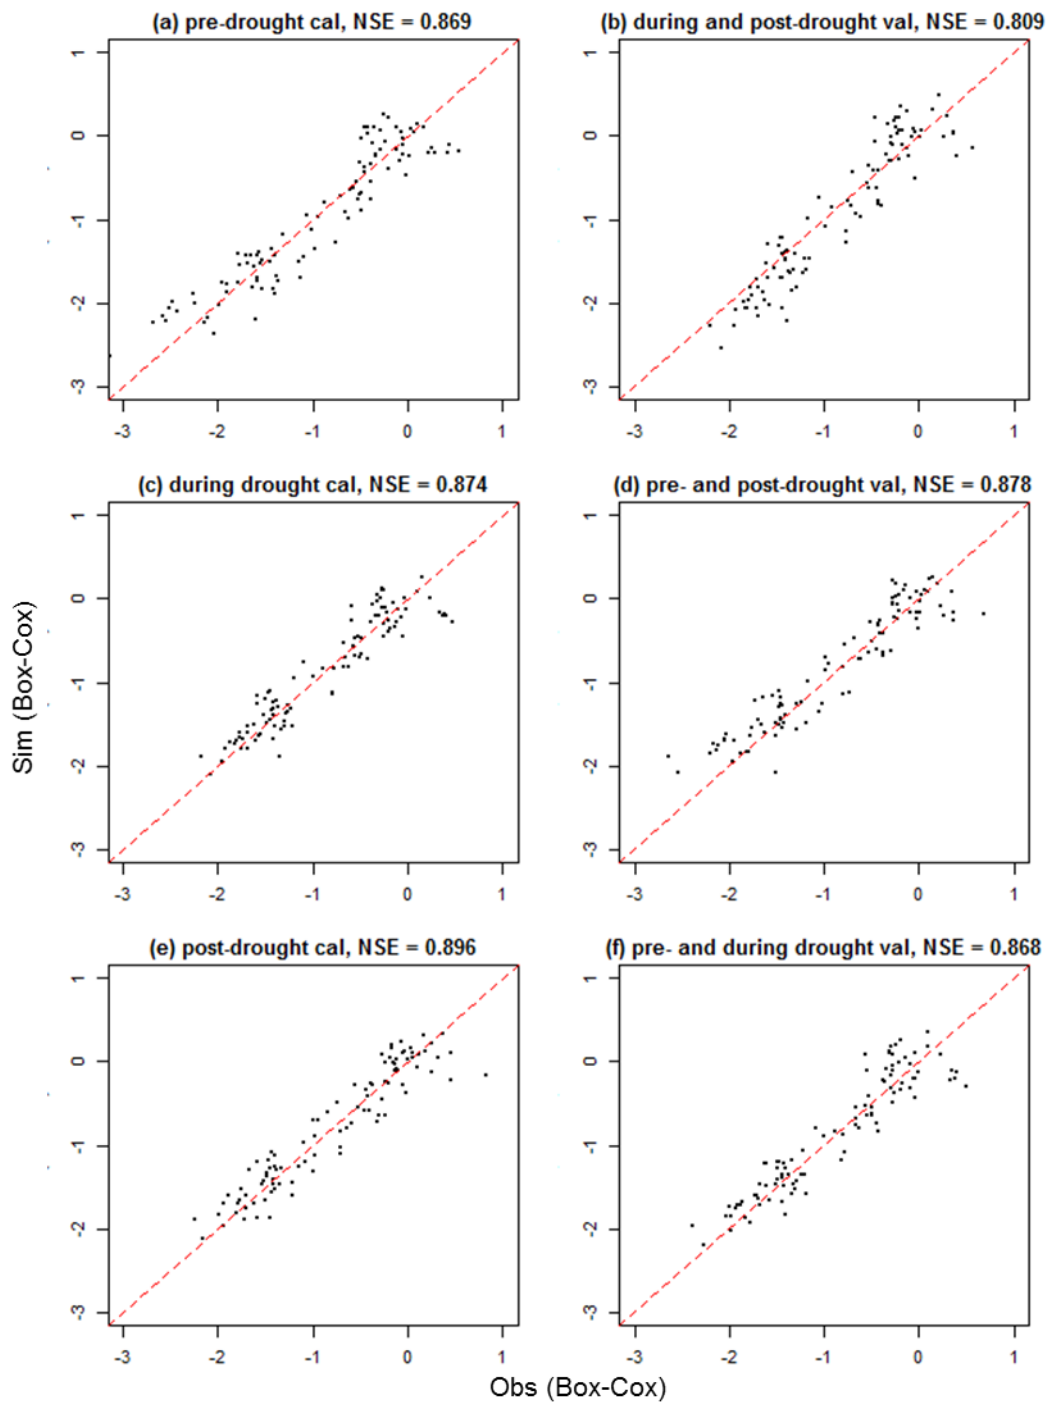 (a) pre-drought cal, NSE = 0.869
(b) during and post-drought val, NSE = 0.809
1
0
-1
-2
-3
-3 -2 -1 0 1
1
0
-1
-2
-3
-3 -2 -1 0 1
(c) during drought cal, NSE = 0.874
(d) pre- and post-drought val, NSE = 0.878
1
0
-1
-2
-3
-3 -2 -1 0 1
1
0
-1
-2
-3
-3 -2 -1 0 1
Sim (Box-Cox)
(e) post-drought cal, NSE = 0.896
(f) pre- and during drought val, NSE = 0.868
1
0
-1
-2
-3
-3 -2 -1 0 1
1
0
-1
-2
-3
-3 -2 -1 0 1
Obs (Box-Cox)